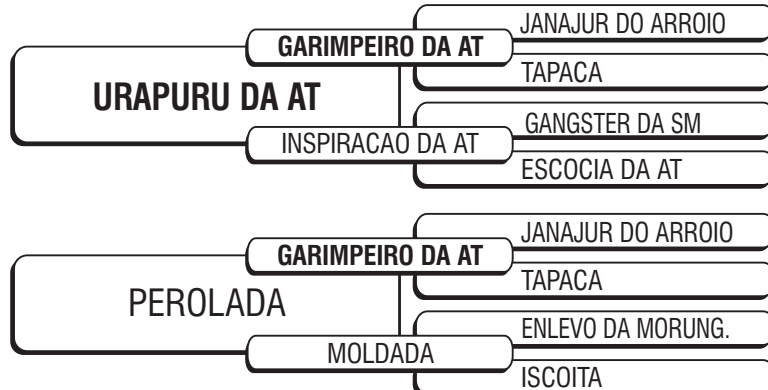 JANAJUR DO ARROIO
GARIMPEIRO DA AT
TAPACA
URAPURU DA AT
GANGSTER DA SM
INSPIRACAO DA AT
ESCOCIA DA AT
JANAJUR DO ARROIO
GARIMPEIRO DA AT
TAPACA
PEROLADA
ENLEVO DA MORUNG.
MOLDADA
ISCOITA